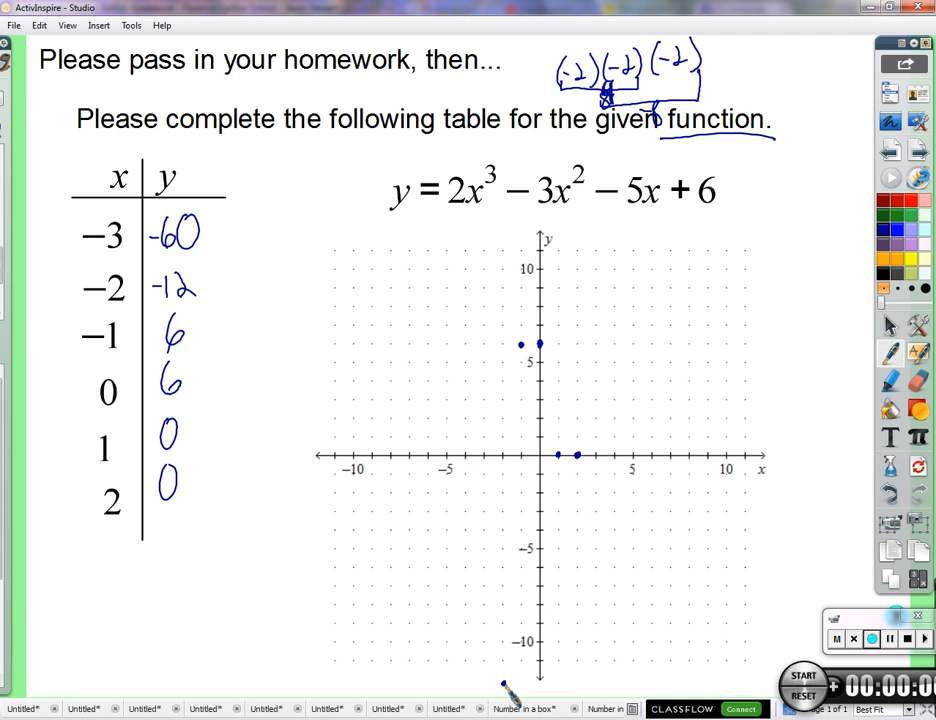 ActivInspire - Studio
File Edit View Insert Tools Help
Please pass in your homework, then...
(-2)(-2)(-2)
Please complete the following table for the given function.
x y
y = 2x³ − 3x² − 5x + 6
−3 -60
−2 -12
−1 6
0 6
1 0
2 0
y
10
5
−10 −5 5 10 x
−5
−10
M
START
RESET
00:00:0
Untitled* Untitled* Untitled* Untitled* Untitled* Untitled* Untitled* Untitled* Number in a box* Number in CLASSFLOW Connect Page 1 of 1 Best Fit